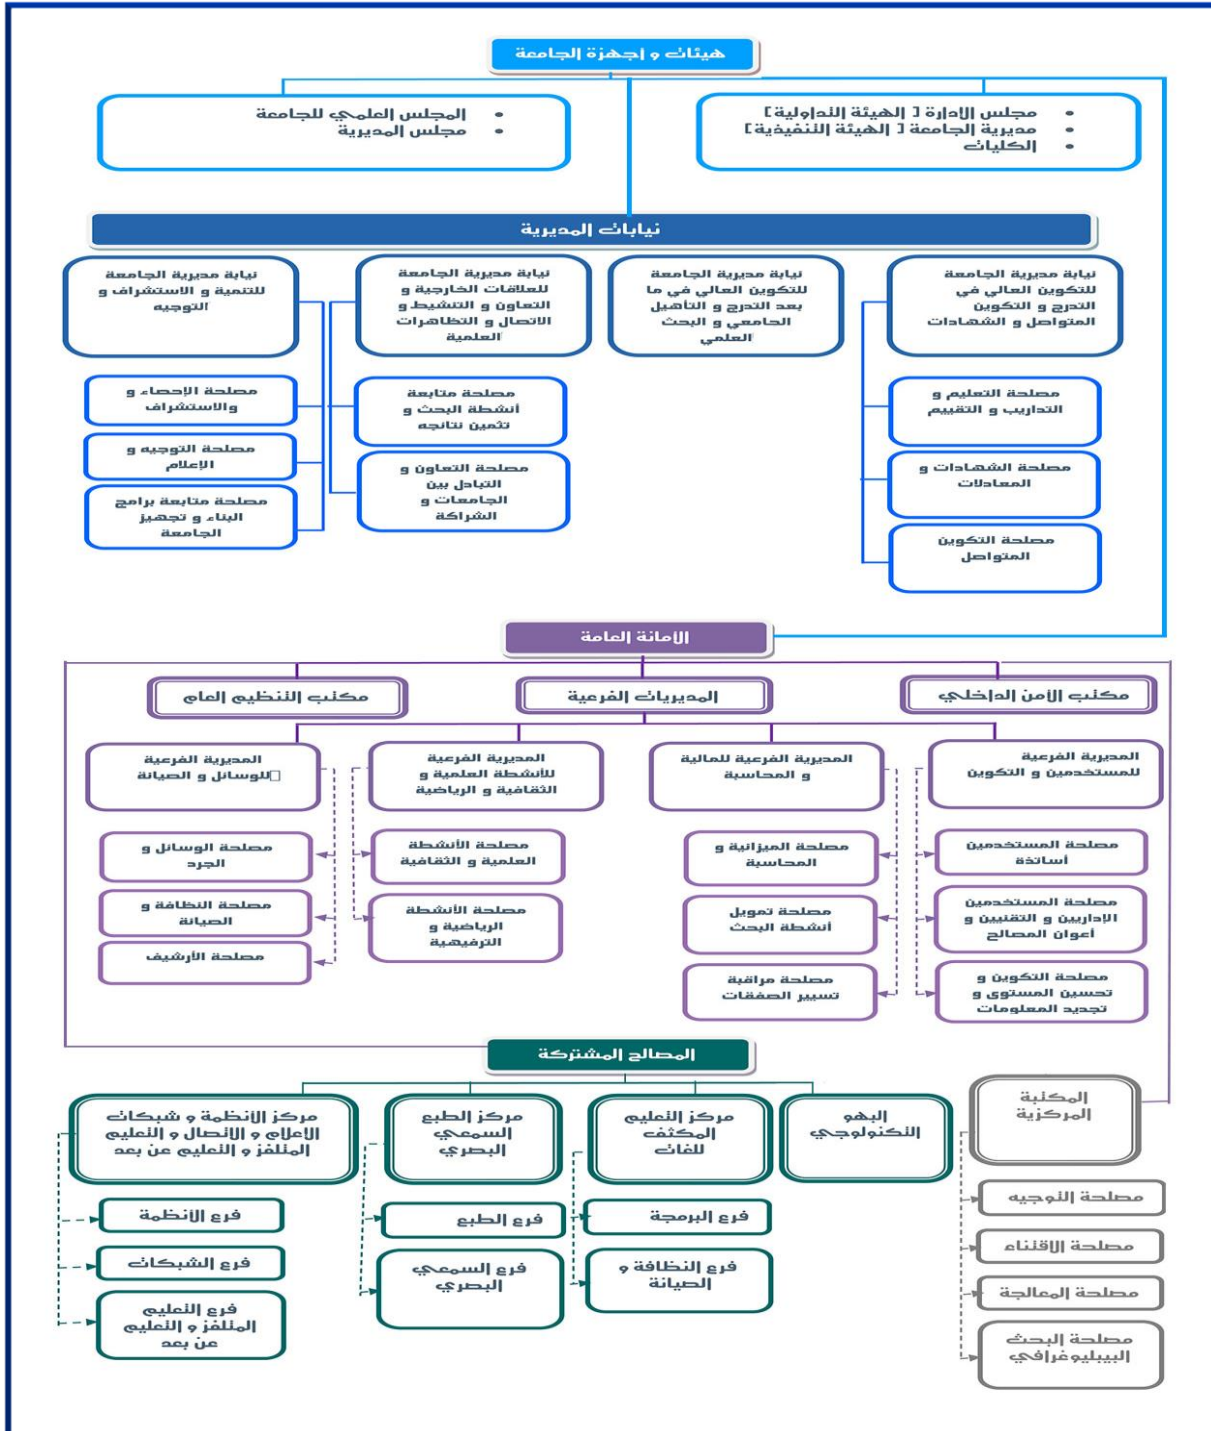 هيئات و أجهزة الجامعة
مجلس الإدارة [ الهيئة التداولية ]
مديرية الجامعة [ الهيئة التنفيذية ]
الكليات
المجلس العلمي للجامعة
مجلس المديرية
نيابات المديرية
نيابة مديرية الجامعة
للتكوين العالي في
التدرج و التكوين
المتواصل و الشهادات
نيابة مديرية الجامعة
للتكوين العالي في ما
بعد التدرج و التأهيل
الجامعي و البحث
العلمي
نيابة مديرية الجامعة
للعلاقات الخارجية و
التعاون و التنشيط و
الاتصال و التظاهرات
العلمية
نيابة مديرية الجامعة
للتنمية و الاستشراف و
التوجيه
مصلحة التعليم و
التداريب و التقييم
مصلحة الشهادات و
المعادلات
مصلحة التكوين
المتواصل
مصلحة متابعة
أنشطة البحث و
تثمين نتائجه
مصلحة التعاون و
التبادل بين
الجامعات و
الشراكة
مصلحة الإحصاء و
والاستشراف
مصلحة التوجيه و
الإعلام
مصلحة متابعة برامج
البناء و تجهيز
الجامعة
الأمانة العامة
مكتب الأمن الداخلي
المديريات الفرعية
مكتب التنظيم العام
المديرية الفرعية
للمستخدمين و التكوين
المديرية الفرعية للمالية
و المحاسبة
المديرية الفرعية
للأنشطة العلمية و
الثقافية و الرياضية
المديرية الفرعية
للوسائل و الصيانة
مصلحة المستخدمين
أساتذة
مصلحة المستخدمين
الإداريين و التقنيين و
أعوان المصالح
مصلحة التكوين و
تحسين المستوى و
تجديد المعلومات
مصلحة الميزانية و
المحاسبة
مصلحة تمويل
أنشطة البحث
مصلحة مراقبة
تسيير الصفقات
مصلحة الأنشطة
العلمية و الثقافية
مصلحة الأنشطة
الرياضية و
الترفيهية
مصلحة الوسائل و
الجرد
مصلحة النظافة و
الصيانة
مصلحة الأرشيف
المصالح المشتركة
المكتبة
المركزية
البهو
التكنولوجي
مركز التعليم
المكثف
للغات
مركز الطبع
السمعي
البصري
مركز الأنظمة و شبكات
الإعلام و الاتصال و التعليم
المتلفز و التعليم عن بعد
مصلحة التوجيه
مصلحة الاقتناء
مصلحة المعالجة
مصلحة البحث
البيبليوغرافي
فرع البرمجة
فرع النظافة و
الصيانة
فرع الطبع
فرع السمعي
البصري
فرع الأنظمة
فرع الشبكات
فرع التعليم
المتلفز و التعليم
عن بعد